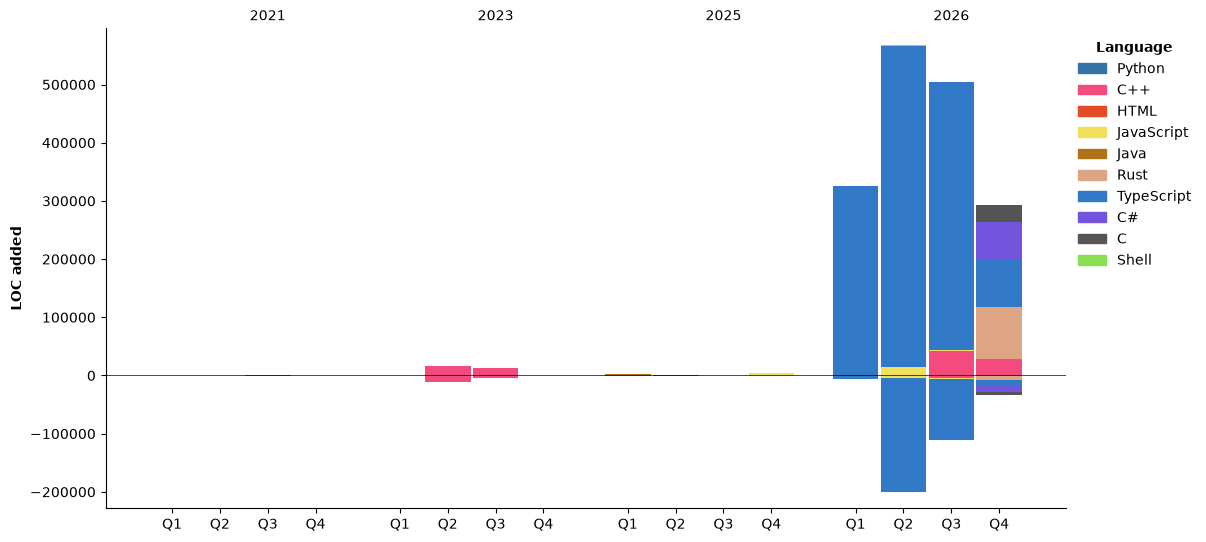 2021 2023 2025 2026
Language
Python
C++
HTML
JavaScript
Java
Rust
TypeScript
C#
C
Shell
LOC added
500000
400000
300000
200000
100000
0
−100000
−200000
Q1 Q2 Q3 Q4 Q1 Q2 Q3 Q4 Q1 Q2 Q3 Q4 Q1 Q2 Q3 Q4